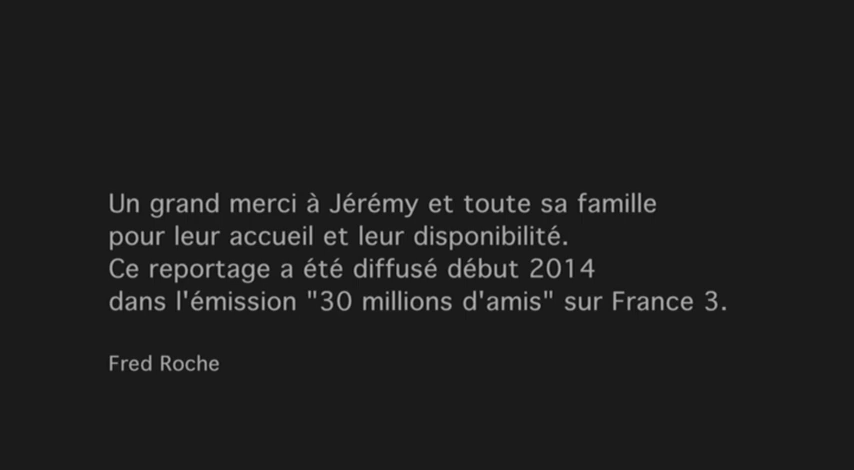 Un grand merci à Jérémy et toute sa famille
pour leur accueil et leur disponibilité.
Ce reportage a été diffusé début 2014
dans l'émission "30 millions d'amis" sur France 3.
Fred Roche